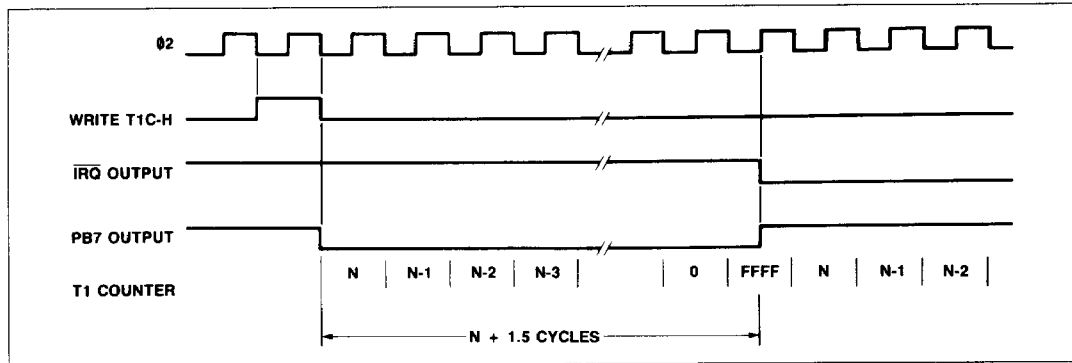 Ø2
WRITE T1C-H
IRQ OUTPUT
PB7 OUTPUT
N N-1 N-2 N-3 0 FFFF N N-1 N-2
T1 COUNTER
N + 1.5 CYCLES